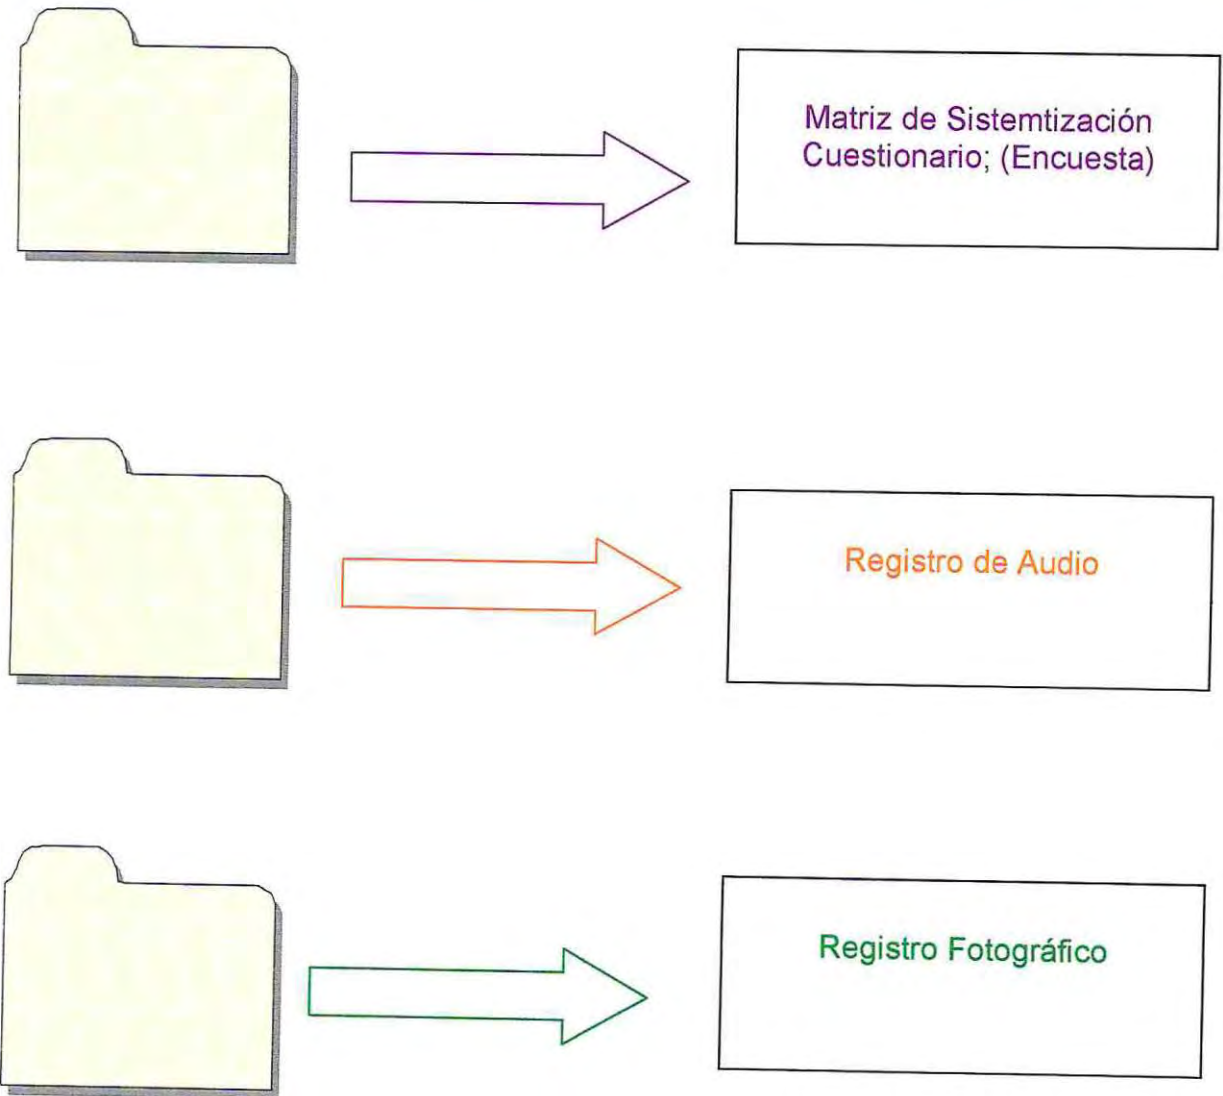 Matriz de Sistemtización
Cuestionario; (Encuesta)
Registro de Audio
Registro Fotográfico